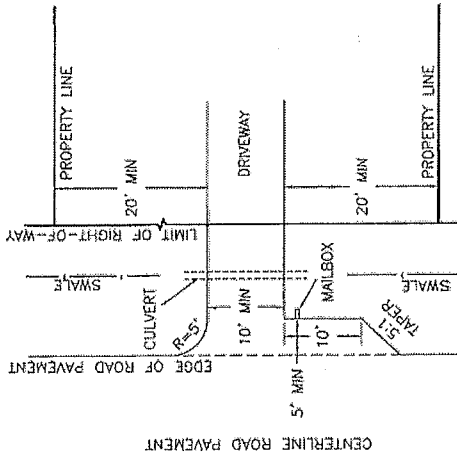 PROPERTY LINE
20' MIN
LIMIT OF RIGHT-OF-WAY
SWALE
CULVERT
R=5'
EDGE OF ROAD PAVEMENT
DRIVEWAY
10' MIN
CENTERLINE ROAD PAVEMENT
5' MIN
10'
MAILBOX
5:1
TAPER
SWALE
20' MIN
PROPERTY LINE